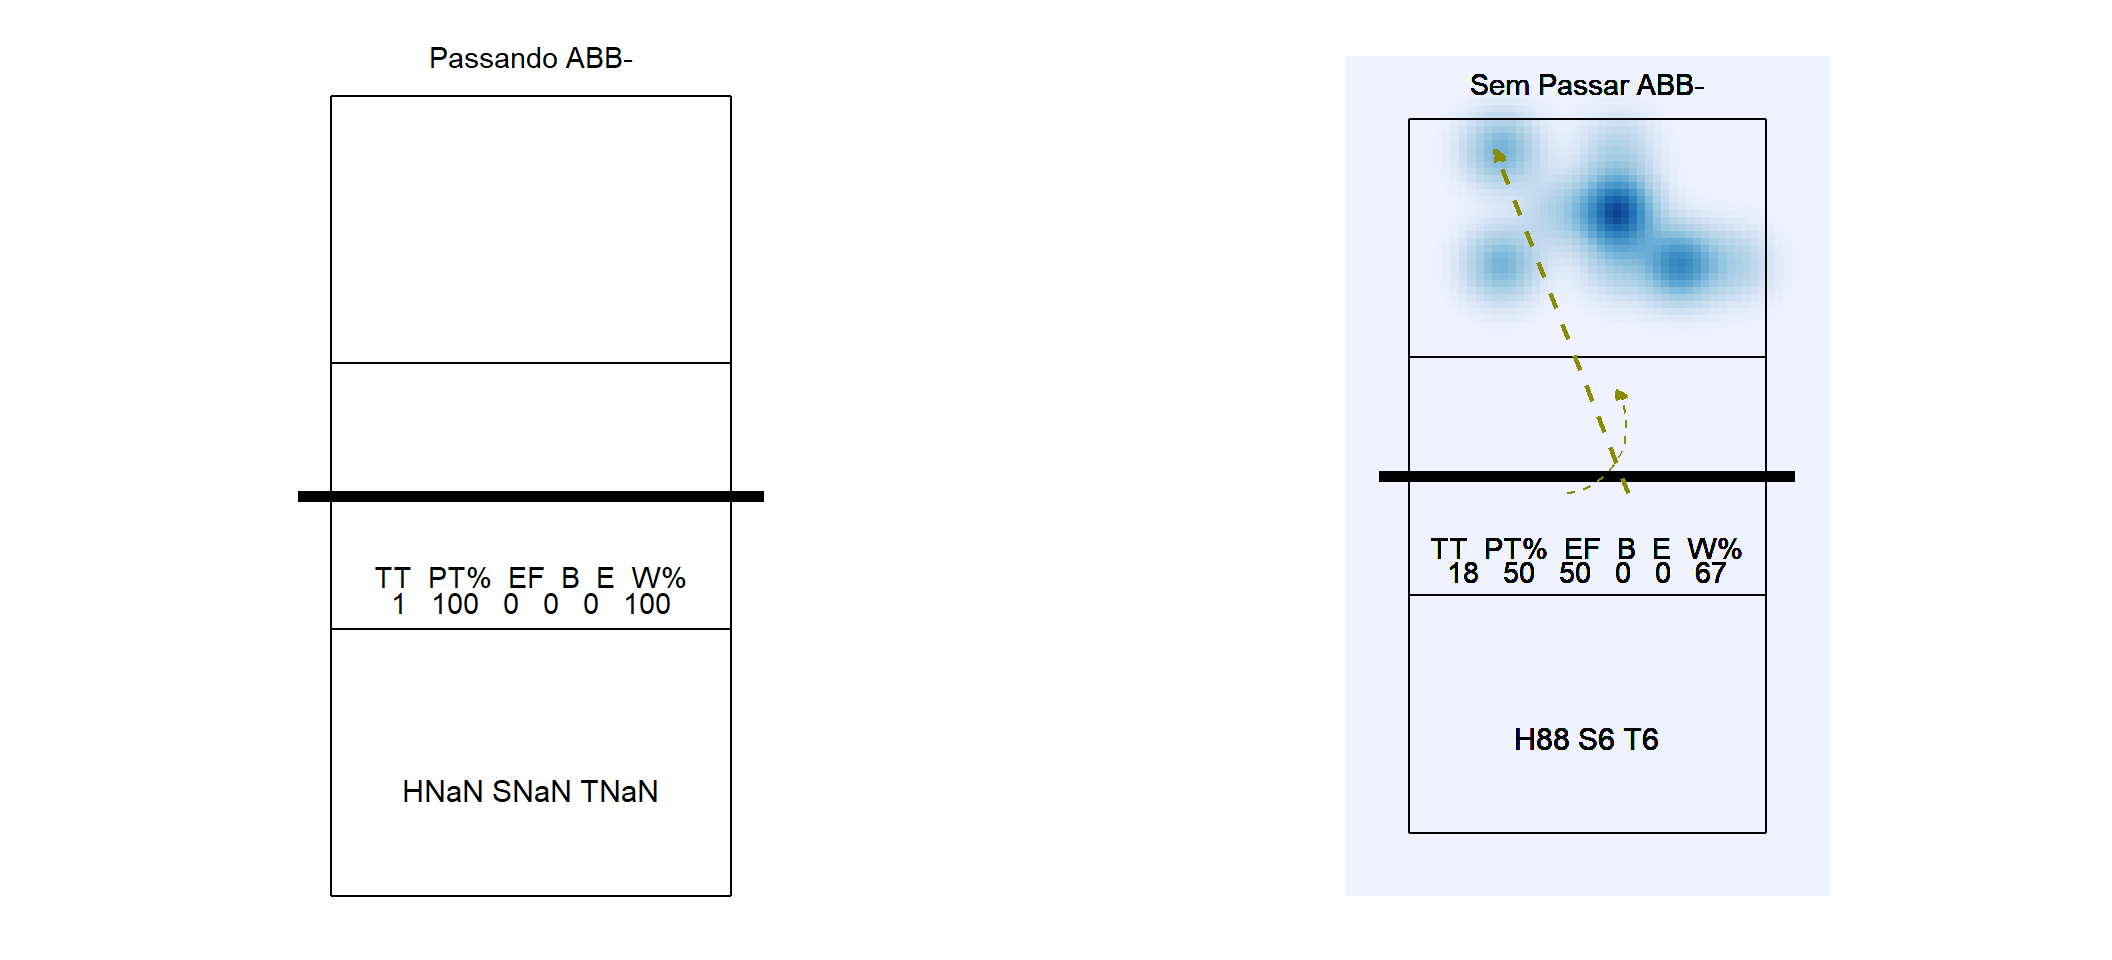 Passando ABB-
TT PT% EF B E W%
1 100 0 0 0 100
HNaN SNaN TNaN
Sem Passar ABB-
TT PT% EF B E W%
18 50 50 0 0 67
H88 S6 T6